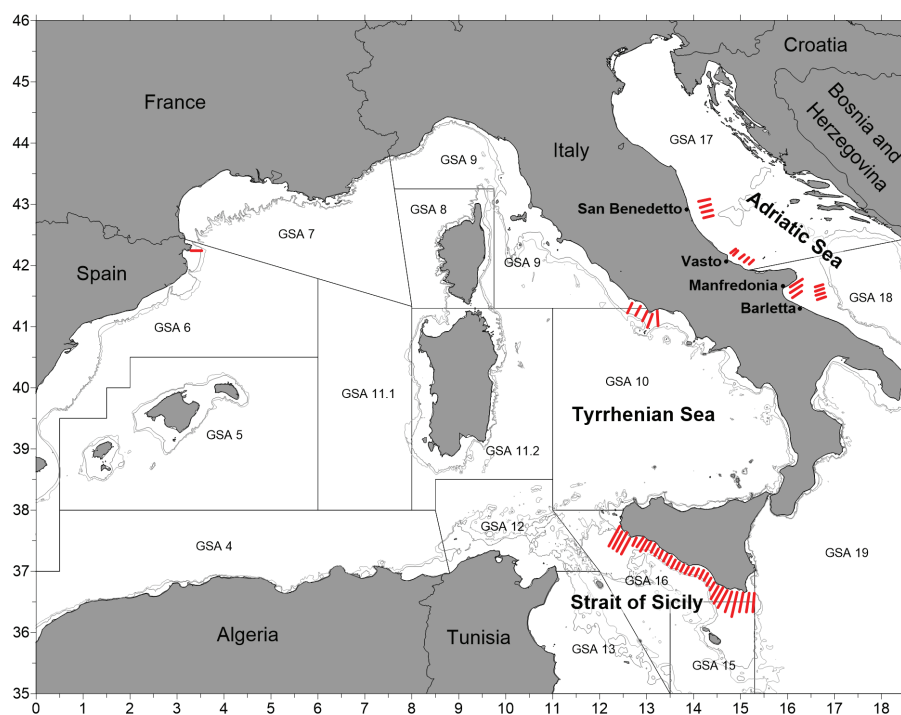 46
45
44
43
42
41
40
39
38
37
36
35
0 1 2 3 4 5 6 7 8 9 10 11 12 13 14 15 16 17 18
France
Spain
Italy
Croatia
Bosnia and
Herzegovina
Algeria
Tunisia
GSA 17
GSA 9
GSA 8
GSA 7
GSA 9
GSA 18
GSA 6
GSA 10
GSA 11.1
GSA 5
GSA 11.2
GSA 12
GSA 4
GSA 19
GSA 16
GSA 13
GSA 15
San Benedetto
Vasto
Manfredonia
Barletta
Adriatic Sea
Tyrrhenian Sea
Strait of Sicily